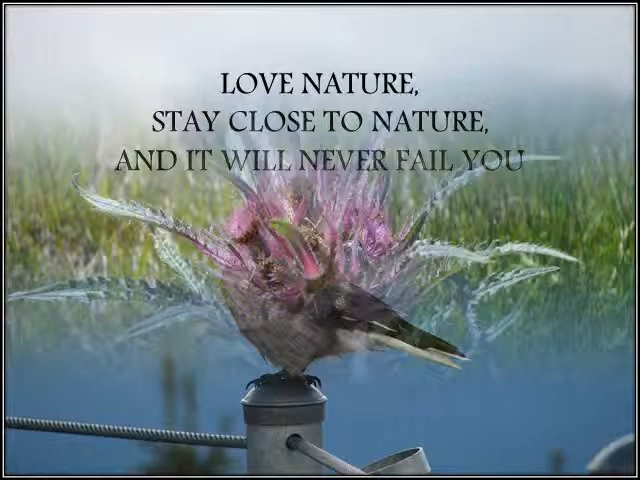 LOVE NATURE,
STAY CLOSE TO NATURE,
AND IT WILL NEVER FAIL YOU